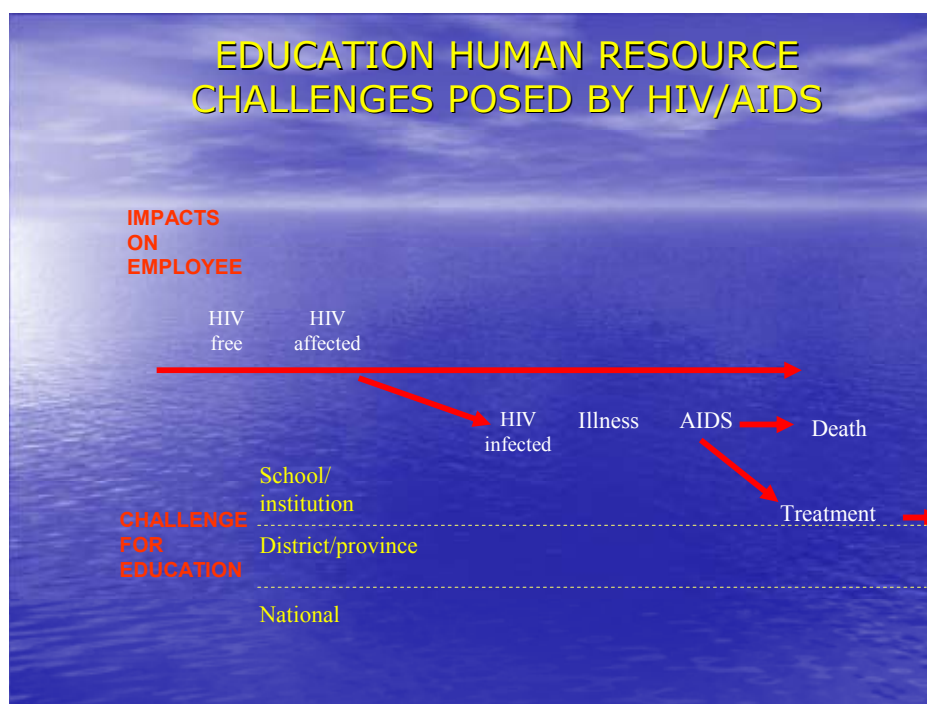 EDUCATION HUMAN RESOURCE
CHALLENGES POSED BY HIV/AIDS
IMPACTS
ON
EMPLOYEE
HIV
free
HIV
affected
HIV
infected
Illness
AIDS
Death
Treatment
CHALLENGE
FOR
EDUCATION
School/
institution
District/province
National